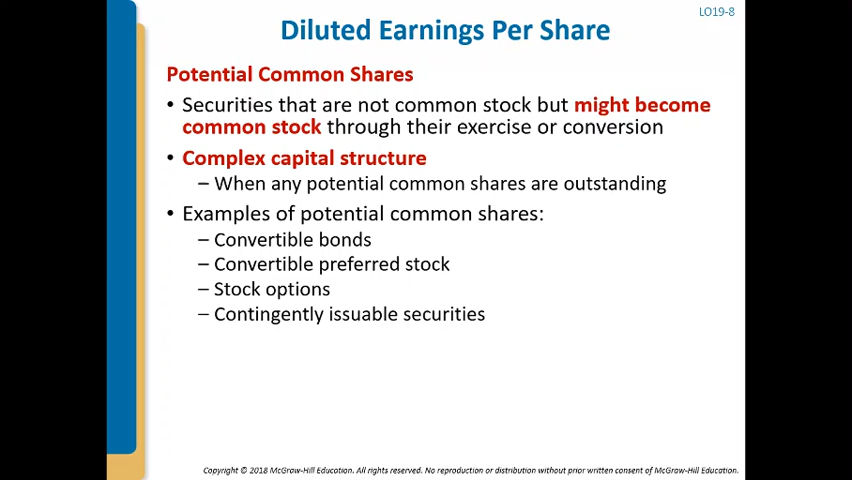 LO19-8
Diluted Earnings Per Share
Potential Common Shares
• Securities that are not common stock but might become
common stock through their exercise or conversion
• Complex capital structure
– When any potential common shares are outstanding
• Examples of potential common shares:
– Convertible bonds
– Convertible preferred stock
– Stock options
– Contingently issuable securities
Copyright © 2018 McGraw-Hill Education. All rights reserved. No reproduction or distribution without prior written consent of McGraw-Hill Education.